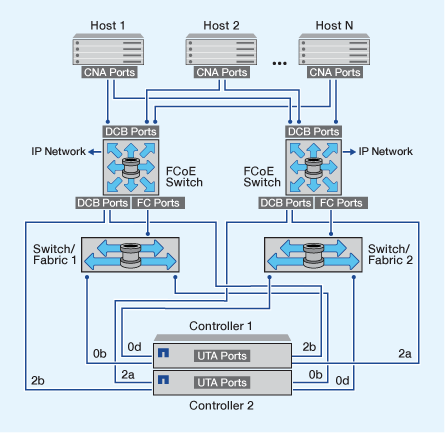 Host 1
Host 2
Host N
CNA Ports
CNA Ports
...
CNA Ports
DCB Ports
DCB Ports
IP Network
FCoE
Switch
FCoE
Switch
IP Network
DCB Ports
FC Ports
DCB Ports
FC Ports
Switch/
Fabric 1
Switch/
Fabric 2
Controller 1
0b
0d
UTA Ports
2b
2a
2b
2a
UTA Ports
0b
0d
Controller 2